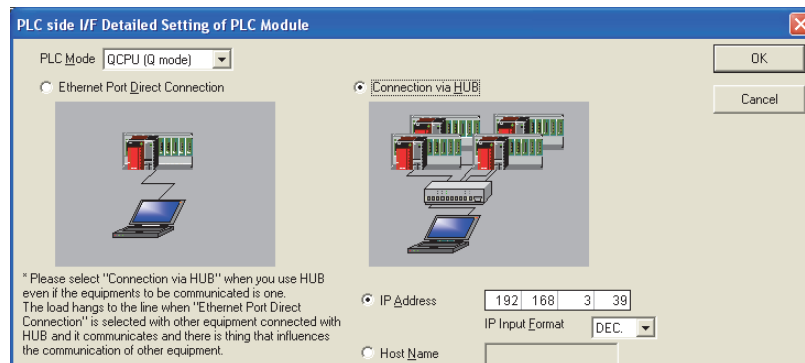 PLC side I/F Detailed Setting of PLC Module
PLC Mode QCPU (Q mode)
OK
Ethernet Port Direct Connection
Connection via HUB
Cancel
* Please select "Connection via HUB" when you use HUB
even if the equipments to be communicated is one.
The load hangs to the line when "Ethernet Port Direct
Connection" is selected with other equipment connected with
HUB and it communicates and there is thing that influences
the communication of other equipment.
IP Address 192 168 3 39
IP Input Format DEC.
Host Name